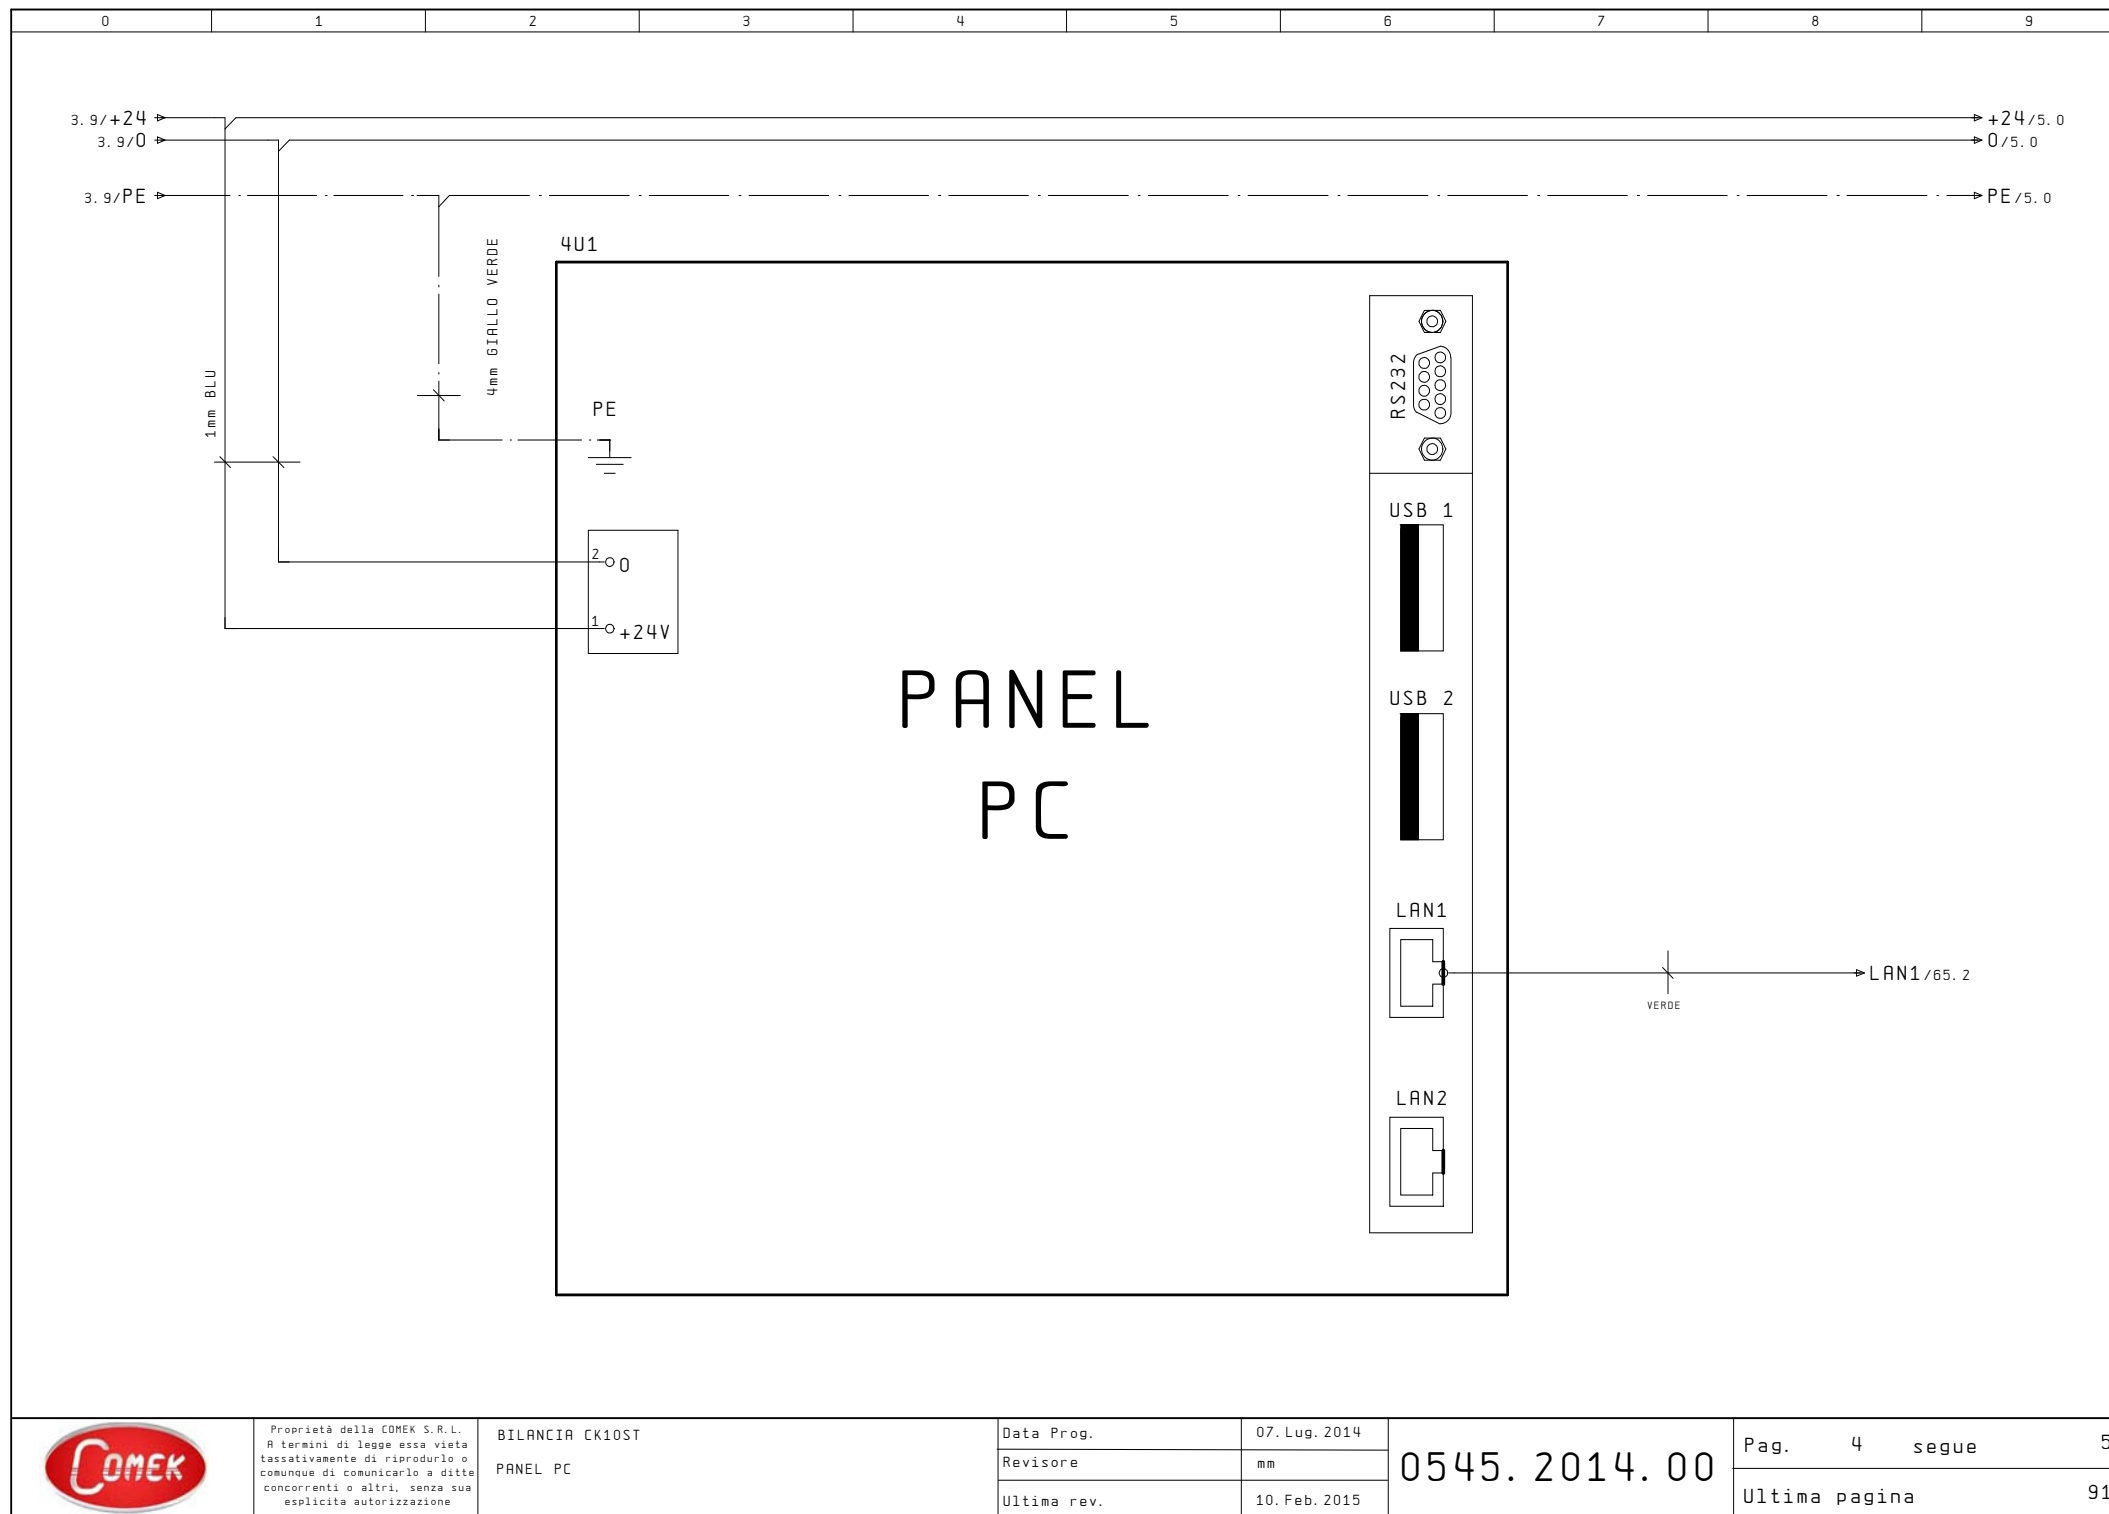 0 1 2 3 4 5 6 7 8 9
3.9/+24
+24/5.0
3.9/0
0/5.0
3.9/PE
PE/5.0
4U1
4mm GIALLO VERDE
1mm BLU
PE
RS232
USB 1
2
0
1
+24V
PANEL
PC
USB 2
LAN1
LAN1/65.2
VERDE
LAN2
COMEK
Proprietà della COMEK S.R.L.
A termini di legge essa vieta
tassativamente di riprodurlo o
comunque di comunicarlo a ditte
concorrenti o altri, senza sua
esplicita autorizzazione
BILANCIA CK10ST
PANEL PC
Data Prog. 07.Lug.2014
Revisore mm
Ultima rev. 10.Feb.2015
0545.2014.00
Pag. 4 segue 5
Ultima pagina 91